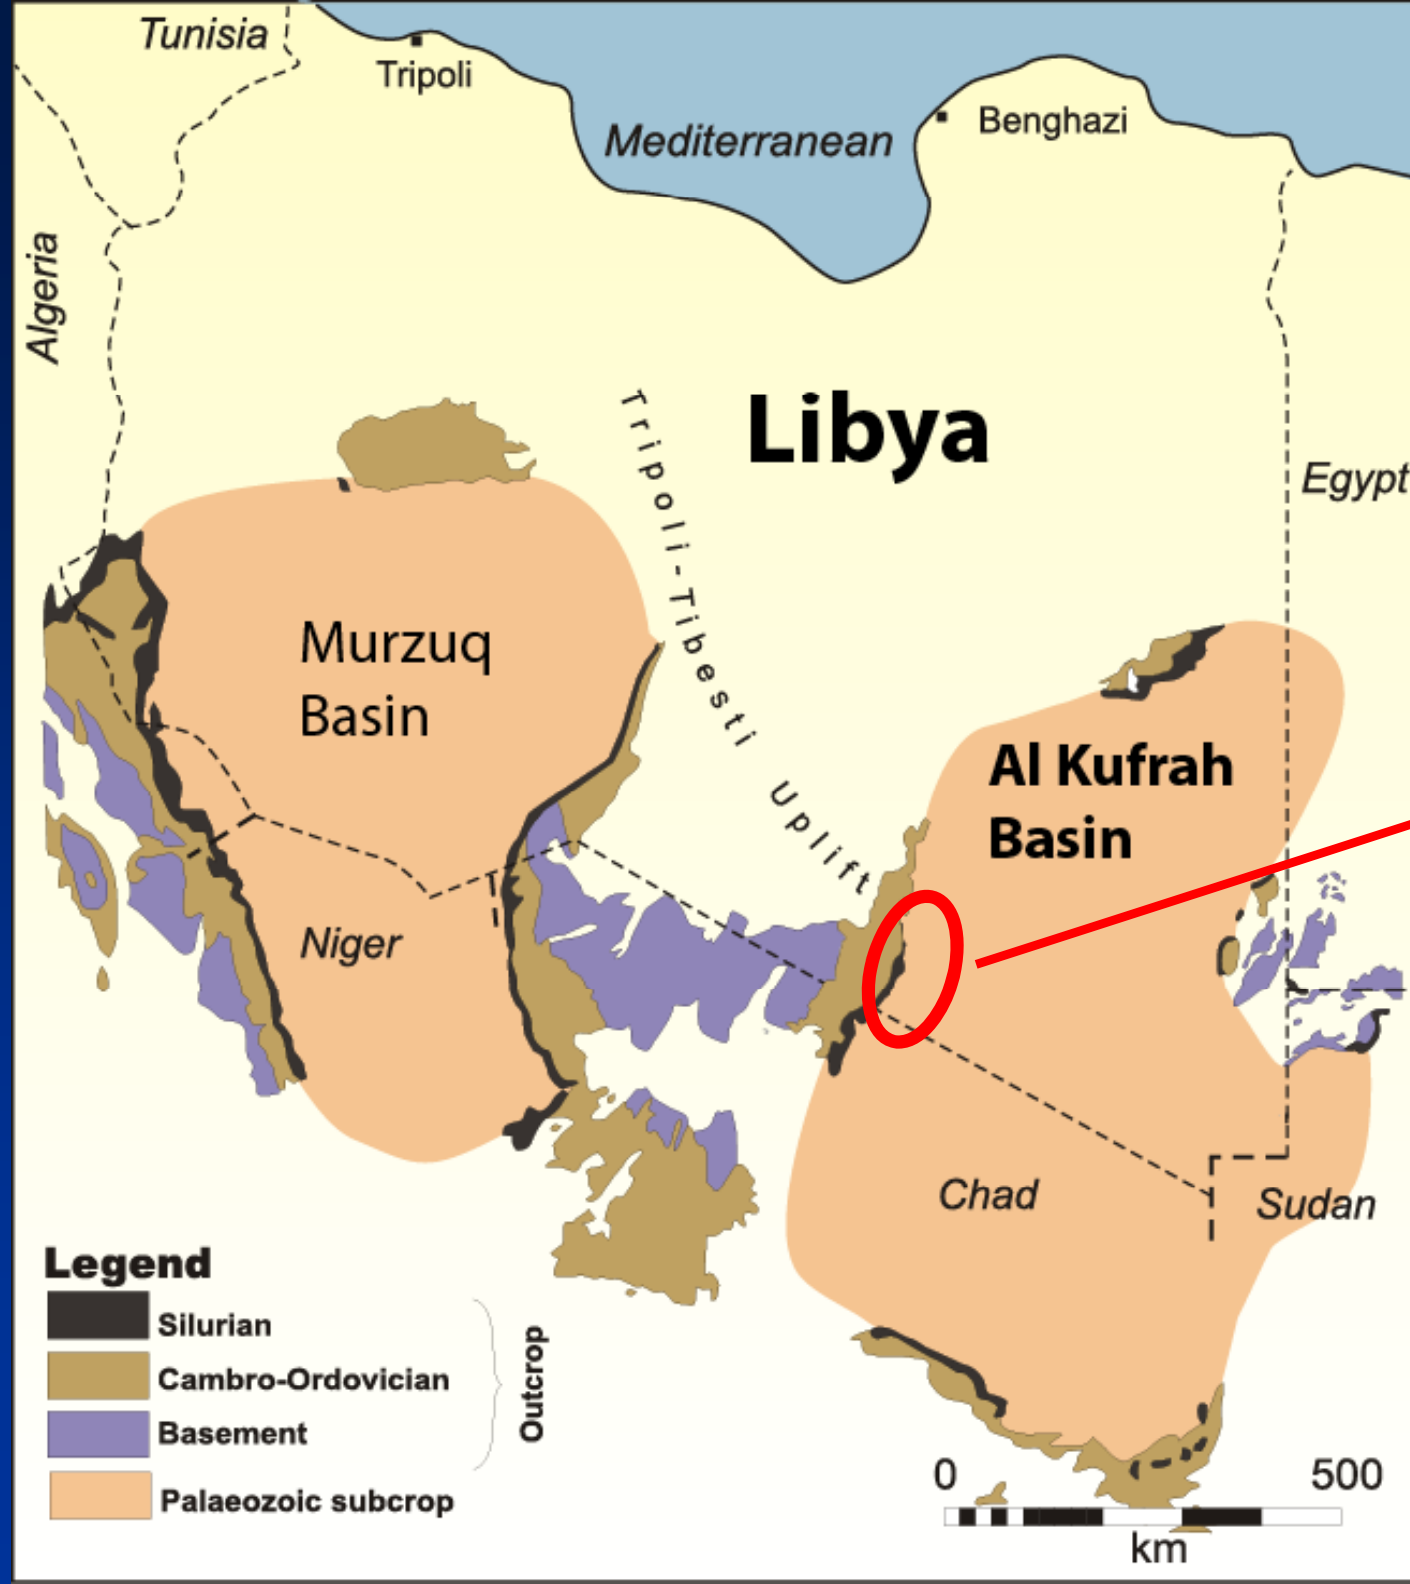 Tunisia
Tripoli
Mediterranean
Benghazi
Algeria
Libya
Egypt
Tripoli-Tibesti Uplift
Murzuq
Basin
Al Kufrah
Basin
Niger
Chad
Sudan
Legend
Silurian
Cambro-Ordovician
Basement
Palaeozoic subcrop
Outcrop
0 500
km